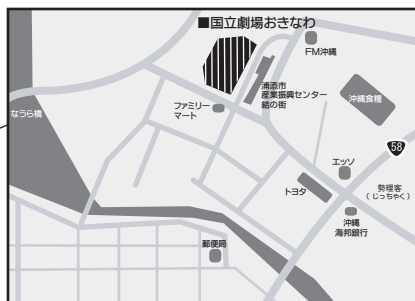 ■国立劇場おきなわ
FM沖縄
浦添市
産業振興センター
結の街
沖縄食糧
なうら橋
ファミリー
マート
58
エッソ
勢理客
(じっちゃく)
トヨタ
沖縄
海邦銀行
郵便局